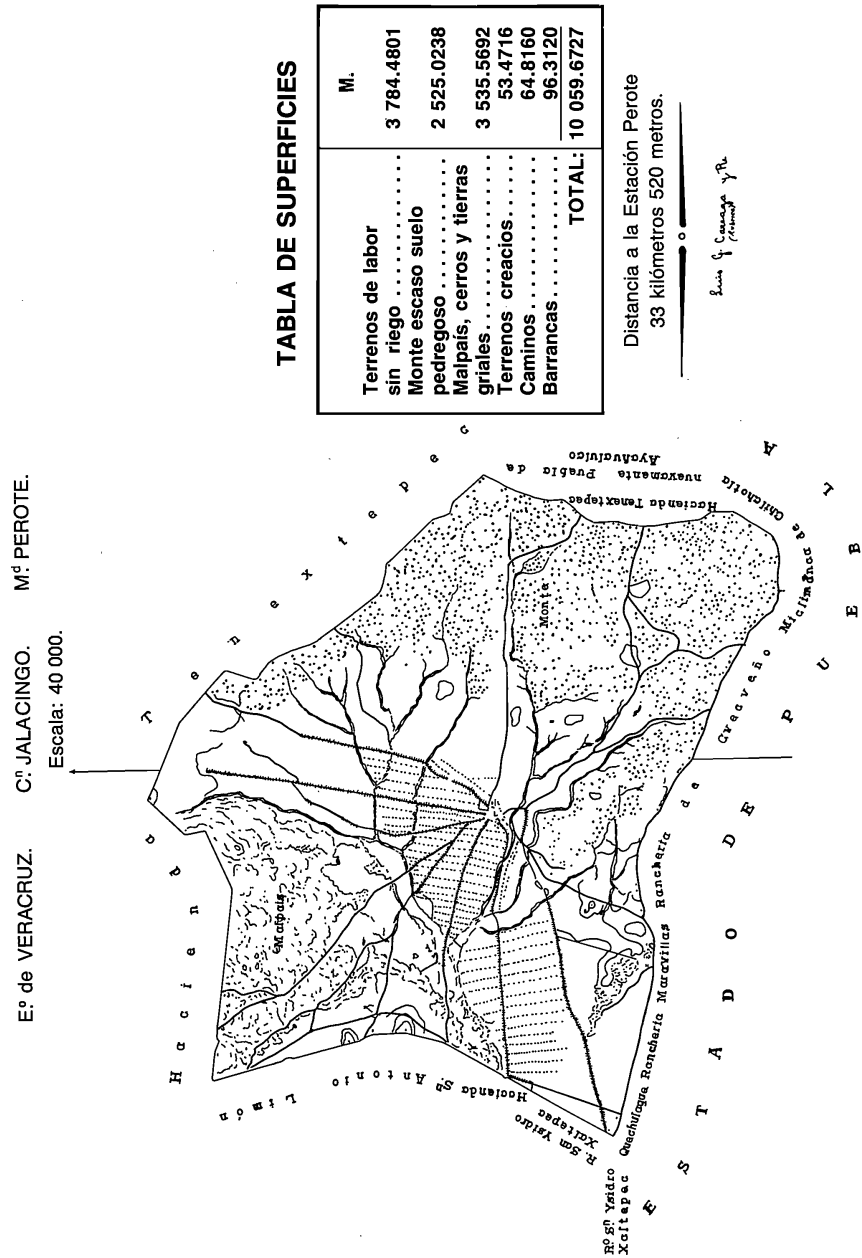 Eº de VERACRUZ. Cⁿ JALACINGO. Mᵈ PEROTE.
Escala: 40 000.
Hacienda Tenextepec
Malpaís
Monte
Hacienda Sn Antonio Limón
R. San Ysidro
Xaltepec
Rº Sn Ysidro
Xaltepec
Quachulaqua Ranchería Maravillas Ranchería de
Hacienda Tenextepec
nuevamente Puebla de
ESTADO DE PUEBLA
TABLA DE SUPERFICIES
M.
Terrenos de labor
sin riego 3 784.4801
Monte escaso suelo
pedregoso 2 525.0238
Malpaís, cerros y tierras
griales 3 535.5692
Terrenos creacios 53.4716
Caminos 64.8160
Barrancas 96.3120
TOTAL: 10 059.6727
Distancia a la Estación Perote
33 kilómetros 520 metros.